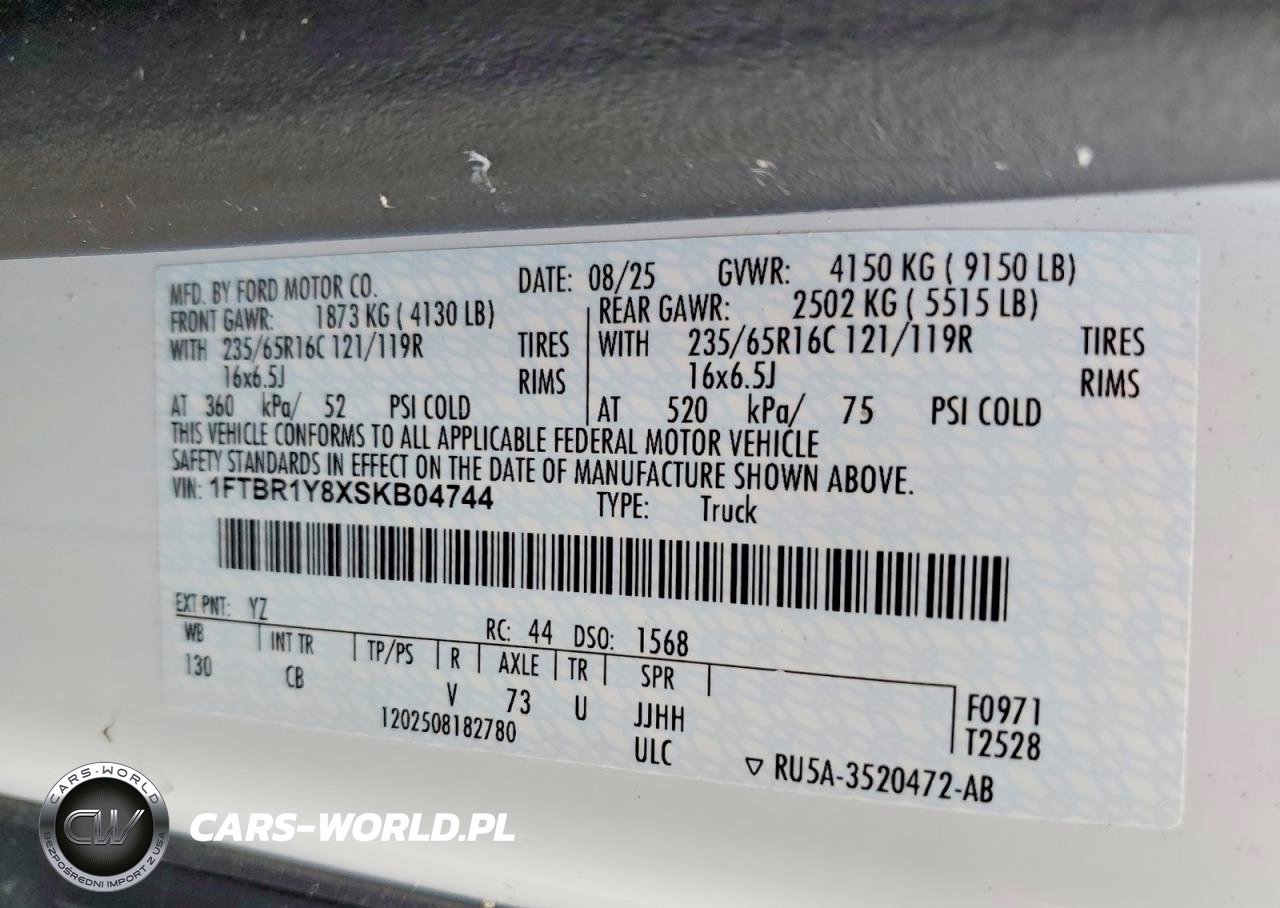 MFD. BY FORD MOTOR CO. DATE: 08/25 GVWR: 4150 KG ( 9150 LB)
FRONT GAWR: 1873 KG ( 4130 LB) REAR GAWR: 2502 KG ( 5515 LB)
WITH 235/65R16C 121/119R TIRES WITH 235/65R16C 121/119R TIRES
16x6.5J RIMS 16x6.5J RIMS
AT 360 kPa/ 52 PSI COLD AT 520 kPa/ 75 PSI COLD
THIS VEHICLE CONFORMS TO ALL APPLICABLE FEDERAL MOTOR VEHICLE
SAFETY STANDARDS IN EFFECT ON THE DATE OF MANUFACTURE SHOWN ABOVE.
VIN: 1FTBR1Y8XSKB04744 TYPE: Truck
EXT PNT: YZ RC: 44 DSO: 1568
WB INT TR TP/PS R AXLE TR SPR
130 CB V 73 U JJHH F0971
1202508182780 ULC T2528
▽ RU5A-3520472-AB
CARS-WORLD
CW
BEZPOŚREDNI IMPORT Z USA
CARS-WORLD.PL